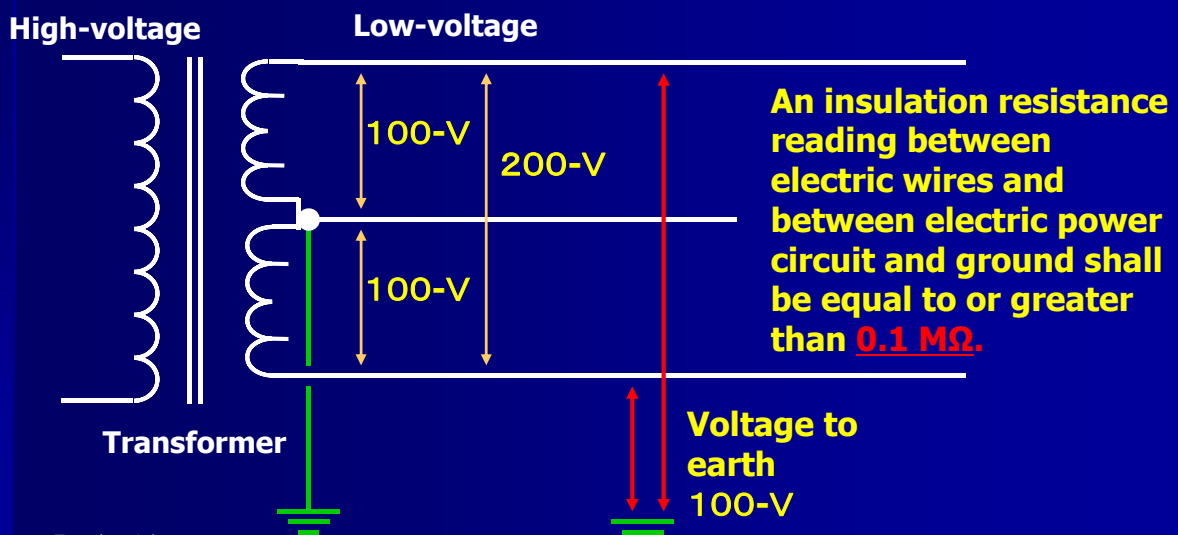 High-voltage
Low-voltage
100-V
200-V
100-V
An insulation resistance
reading between
electric wires and
between electric power
circuit and ground shall
be equal to or greater
than 0.1 MΩ.
Transformer
Voltage to
earth
100-V